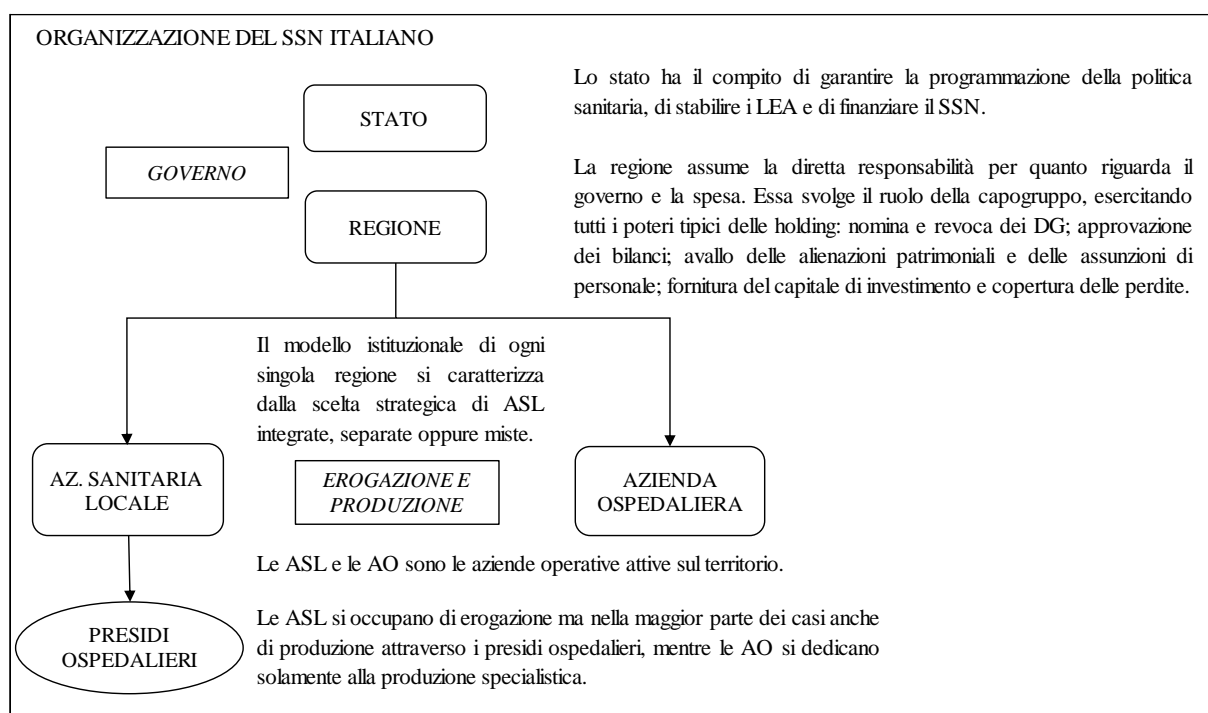 ORGANIZZAZIONE DEL SSN ITALIANO
STATO
GOVERNO
REGIONE
Lo stato ha il compito di garantire la programmazione della politica
sanitaria, di stabilire i LEA e di finanziare il SSN.
La regione assume la diretta responsabilità per quanto riguarda il
governo e la spesa. Essa svolge il ruolo della capogruppo, esercitando
tutti i poteri tipici delle holding: nomina e revoca dei DG; approvazione
dei bilanci; avallo delle alienazioni patrimoniali e delle assunzioni di
personale; fornitura del capitale di investimento e copertura delle perdite.
Il modello istituzionale di ogni
singola regione si caratterizza
dalla scelta strategica di ASL
integrate, separate oppure miste.
AZ. SANITARIA
LOCALE
EROGAZIONE E
PRODUZIONE
AZIENDA
OSPEDALIERA
Le ASL e le AO sono le aziende operative attive sul territorio.
PRESIDI
OSPEDALIERI
Le ASL si occupano di erogazione ma nella maggior parte dei casi anche
di produzione attraverso i presidi ospedalieri, mentre le AO si dedicano
solamente alla produzione specialistica.